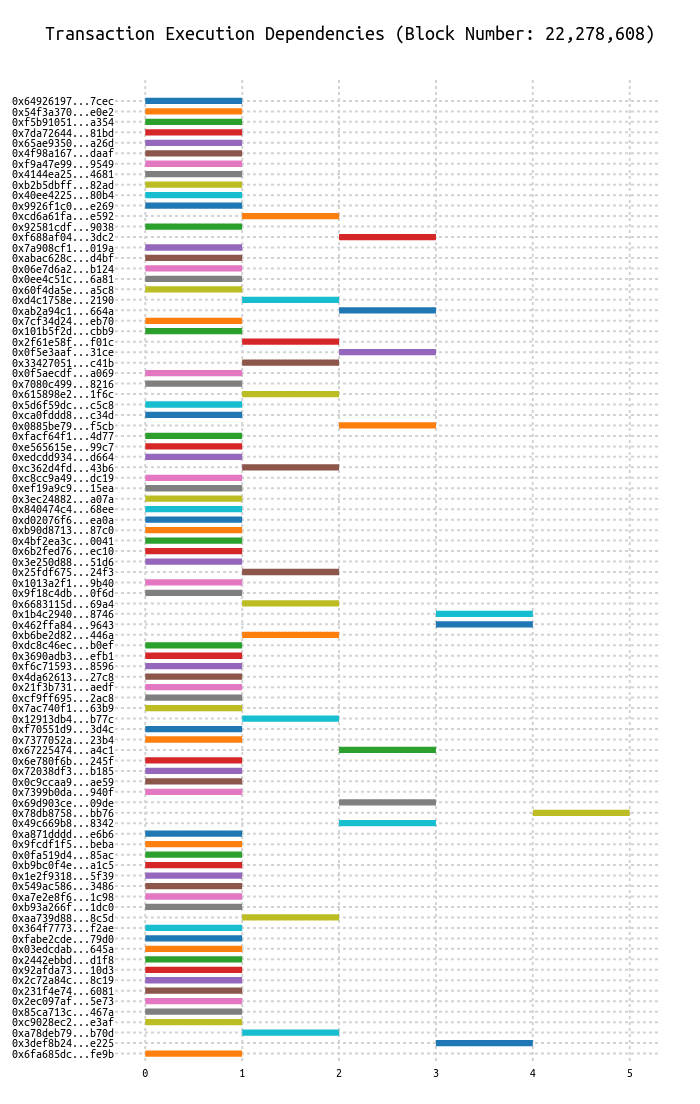 Transaction Execution Dependencies (Block Number: 22,278,608)
0x64926197...7cec
0x54f3a370...e0e2
0xf5b91051...a354
0x7da72644...81bd
0x65ae9350...a26d
0x4f98a167...daaf
0xf9a47e99...9549
0x4144ea25...4681
0xb2b5dbff...82ad
0x40ee4225...80b4
0x9926f1c0...e269
0xcd6a61fa...e592
0x92581cdf...9038
0xf688af04...3dc2
0x7a908cf1...019a
0xabac628c...d4bf
0x06e7d6a2...b124
0x0ee4c51c...6a81
0x60f4da5e...a5c8
0xd4c1758e...2190
0xab2a94c1...664a
0x7cf34d24...eb70
0x101b5f2d...cbb9
0x2f61e58f...f01c
0x0f5e3aaf...31ce
0x33427051...c41b
0x0f5aecdf...a069
0x7080c499...8216
0x615898e2...1f6c
0x5d6f59dc...c5c8
0xca0fddd8...c34d
0x0885be79...f5cb
0xfacf64f1...4d77
0xe565615e...99c7
0xedcdd934...d664
0xc362d4fd...43b6
0xc8cc9a49...dc19
0xef19a9c9...15ea
0x3ec24882...a07a
0x840474c4...68ee
0xd02076f6...ea0a
0xb90d8713...87c0
0x4bf2ea3c...0041
0x6b2fed76...ec10
0x3e250d88...51d6
0x25fdf675...24f3
0x1013a2f1...9b40
0x9f18c4db...0f6d
0x6683115d...69a4
0x1b4c2940...8746
0x462ffa84...9643
0xb6be2d82...446a
0xdc8c46ec...b0ef
0x3690adb3...efb1
0xf6c71593...8596
0x4da62613...27c8
0x21f3b731...aedf
0xcf9ff695...2ac8
0x7ac740f1...63b9
0x12913db4...b77c
0xf70551d9...3d4c
0x7377052a...23b4
0x67225474...a4c1
0x6e780f6b...245f
0x72038df3...b185
0x0c9ccaa9...ae59
0x7399b0da...940f
0x69d903ce...09de
0x78db8758...bb76
0x49c669b8...8342
0xa871dddd...e6b6
0x9fcdf1f5...beba
0x0fa519d4...85ac
0xb9bc0f4e...a1c5
0x1e2f9318...5f39
0x549ac586...3486
0xa7e2e8f6...1c98
0xb93a266f...1dc0
0xaa739d88...8c5d
0x364f7773...f2ae
0xfabe2cde...79d0
0x03edcdab...645a
0x2442ebbd...d1f8
0x92afda73...10d3
0x2c72a84c...8c19
0x231f4e74...6081
0x2ec097af...5e73
0x85ca713c...467a
0xc9028ec2...e3af
0xa78deb79...b70d
0x3def8b24...e225
0x6fa685dc...fe9b
0 1 2 3 4 5